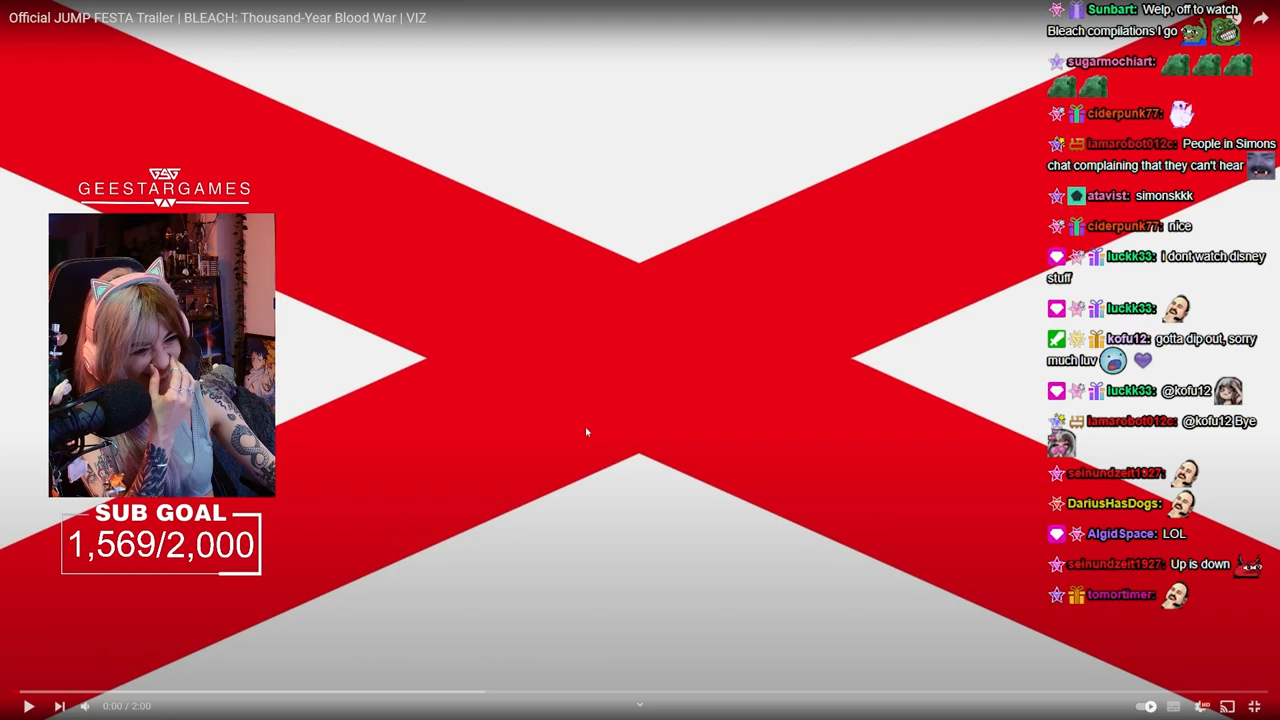 Official JUMP FESTA Trailer | BLEACH: Thousand-Year Blood War | VIZ
GEESTARGAMES
SUB GOAL
1,569/2,000
Sunbart: Welp, off to watch
Bleach compilations I go
sugarmochiart:
ciderpunk77:
iamarobot012c: People in Simons
chat complaining that they can't hear
atavist: simonskkk
ciderpunk77: nice
luckk33: i dont watch disney
stuff
luckk33:
kofu12: gotta dip out, sorry
much luv
luckk33: @kofu12
iamarobot012c: @kofu12 Bye
seinundzeit1927:
DariusHasDogs:
AlgidSpace: LOL
seinundzeit1927: Up is down
tomortimer:
0:00 / 2:00
HD